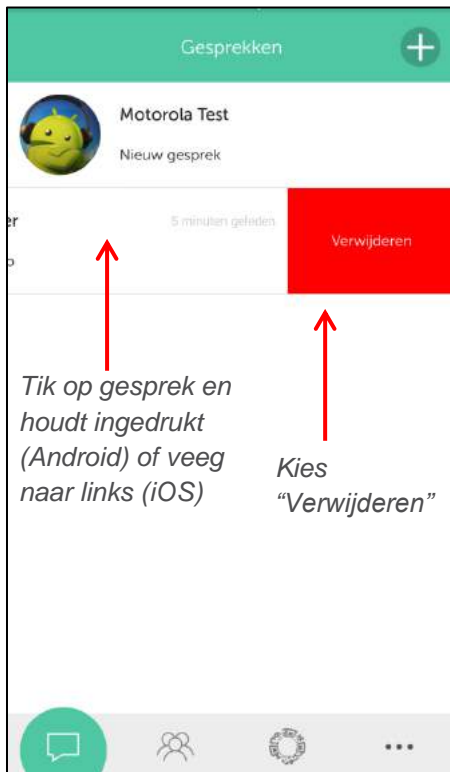 Gesprekken
Motorola Test
Nieuw gesprek
er
5 minuten geleden
Verwijderen
o
Tik op gesprek en
houdt ingedrukt
(Android) of veeg
naar links (iOS)
Kies
“Verwijderen”